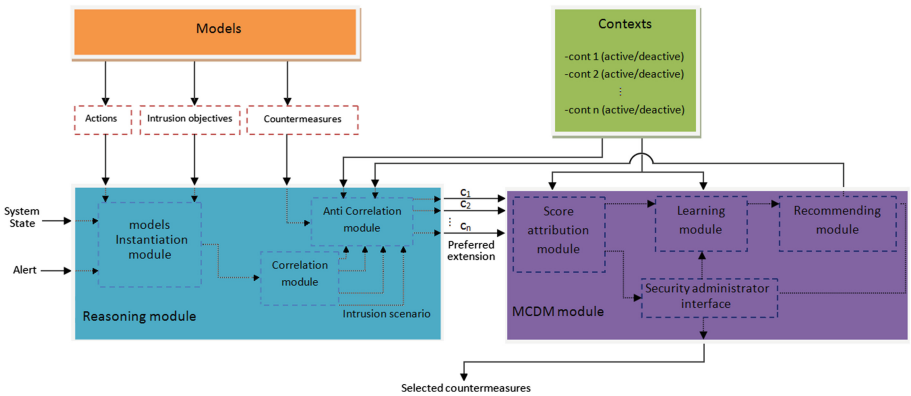 Models
Contexts
-cont 1 (active/deactive)
-cont 2 (active/deactive)
⋮
-cont n (active/deactive)
Actions
Intrusion objectives
Countermeasures
System
State
Alert
models
Instantiation
module
Anti Correlation
module
Correlation
module
Intrusion scenario
Reasoning module
C1
C2
⋮
Cn
Preferred
extension
Score
attribution
module
Learning
module
Recommending
module
Security administrator
interface
MCDM module
Selected countermeasures